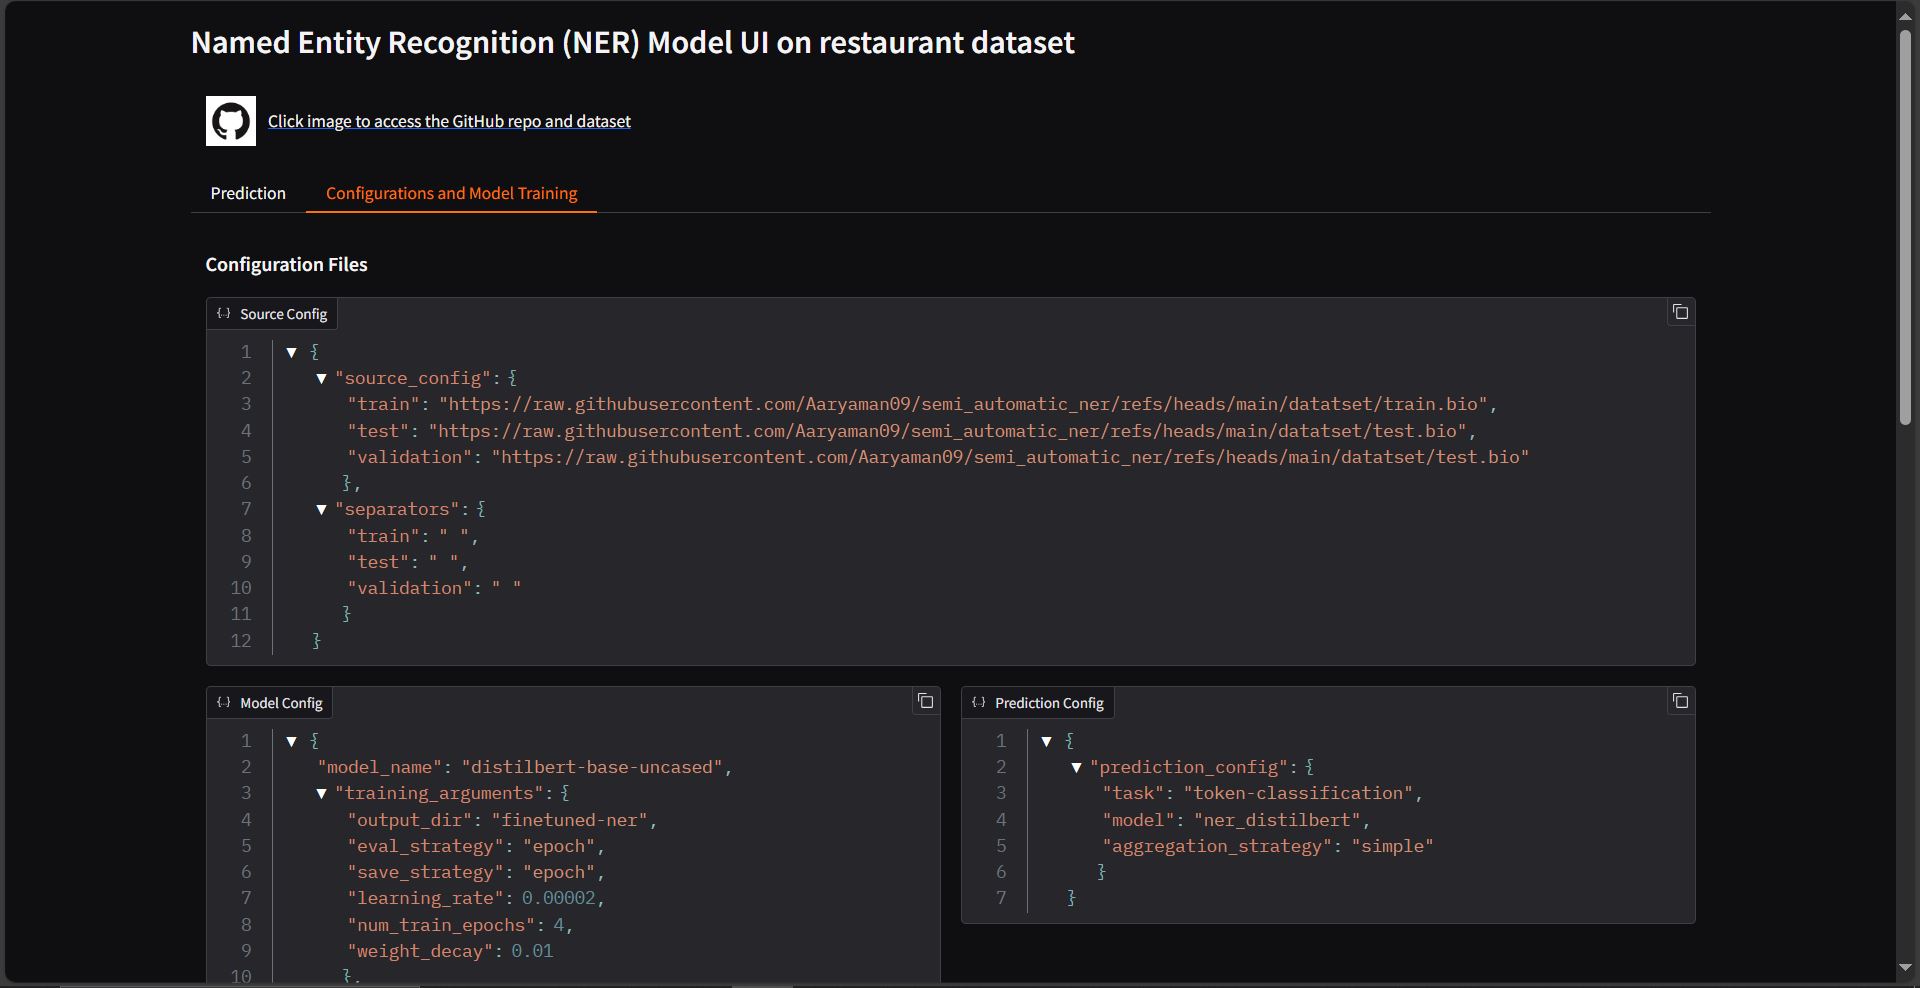 Named Entity Recognition (NER) Model UI on restaurant dataset
Click image to access the GitHub repo and dataset
Prediction
Configurations and Model Training
Configuration Files
{..} Source Config
1 {
2 "source_config": {
3 "train": "https://raw.githubusercontent.com/Aaryaman09/semi_automatic_ner/refs/heads/main/datatset/train.bio",
4 "test": "https://raw.githubusercontent.com/Aaryaman09/semi_automatic_ner/refs/heads/main/datatset/test.bio",
5 "validation": "https://raw.githubusercontent.com/Aaryaman09/semi_automatic_ner/refs/heads/main/datatset/test.bio"
6 },
7 "separators": {
8 "train": " ",
9 "test": " ",
10 "validation": " "
11 }
12 }
{..} Model Config
1 {
2 "model_name": "distilbert-base-uncased",
3 "training_arguments": {
4 "output_dir": "finetuned-ner",
5 "eval_strategy": "epoch",
6 "save_strategy": "epoch",
7 "learning_rate": 0.00002,
8 "num_train_epochs": 4,
9 "weight_decay": 0.01
10 },
{..} Prediction Config
1 {
2 "prediction_config": {
3 "task": "token-classification",
4 "model": "ner_distilbert",
5 "aggregation_strategy": "simple"
6 }
7 }